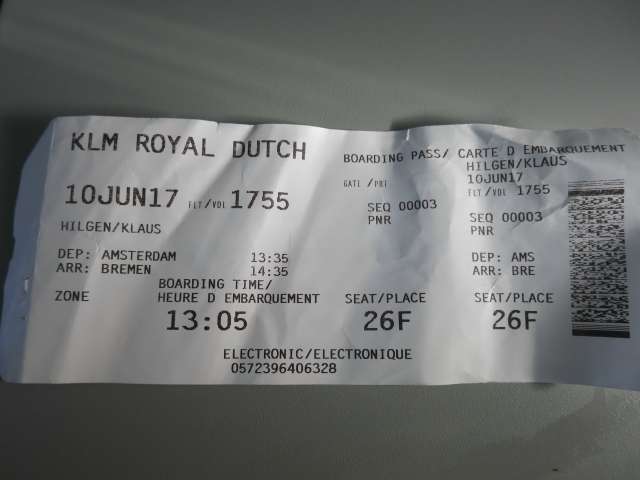 KLM ROYAL DUTCH
BOARDING PASS/ CARTE D EMBARQUEMENT
10JUN17 FLT/VOL 1755
HILGEN/KLAUS
DEP: AMSTERDAM 13:35
ARR: BREMEN 14:35
BOARDING TIME/
ZONE HEURE D EMBARQUEMENT
13:05
GATE /PRT
SEQ 00003
PNR
SEAT/PLACE
26F
ELECTRONIC/ELECTRONIQUE
0572396406328
HILGEN/KLAUS
10JUN17
FLT/VOL 1755
SEQ 00003
PNR
DEP: AMS
ARR: BRE
SEAT/PLACE
26F